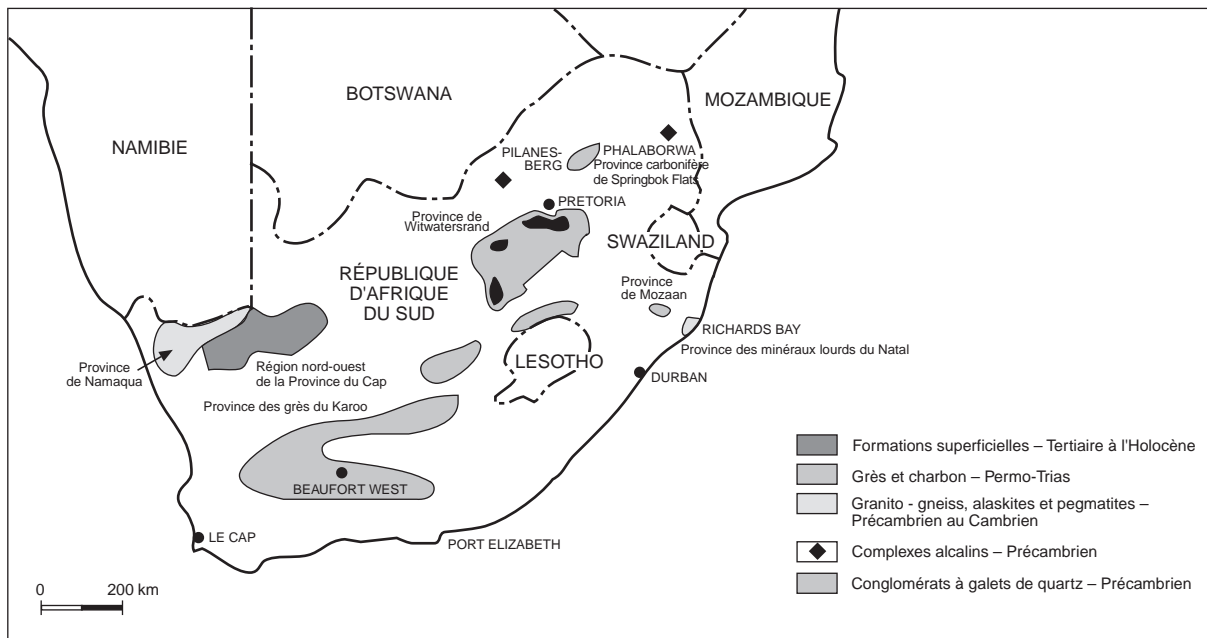 BOTSWANA
MOZAMBIQUE
NAMIBIE
PILANES-
BERG
PHALABORWA
Province carbonifère
de Springbok Flats
PRETORIA
Province de
Witwatersrand
SWAZILAND
RÉPUBLIQUE
D'AFRIQUE
DU SUD
Province
de Mozaan
RICHARDS BAY
Province des minéraux lourds du Natal
LESOTHO
DURBAN
Province
de Namaqua
Région nord-ouest
de la Province du Cap
Province des grès du Karoo
BEAUFORT WEST
LE CAP
PORT ELIZABETH
0 200 km
Formations superficielles – Tertiaire à l'Holocène
Grès et charbon – Permo-Trias
Granito - gneiss, alaskites et pegmatites –
Précambrien au Cambrien
Complexes alcalins – Précambrien
Conglomérats à galets de quartz – Précambrien